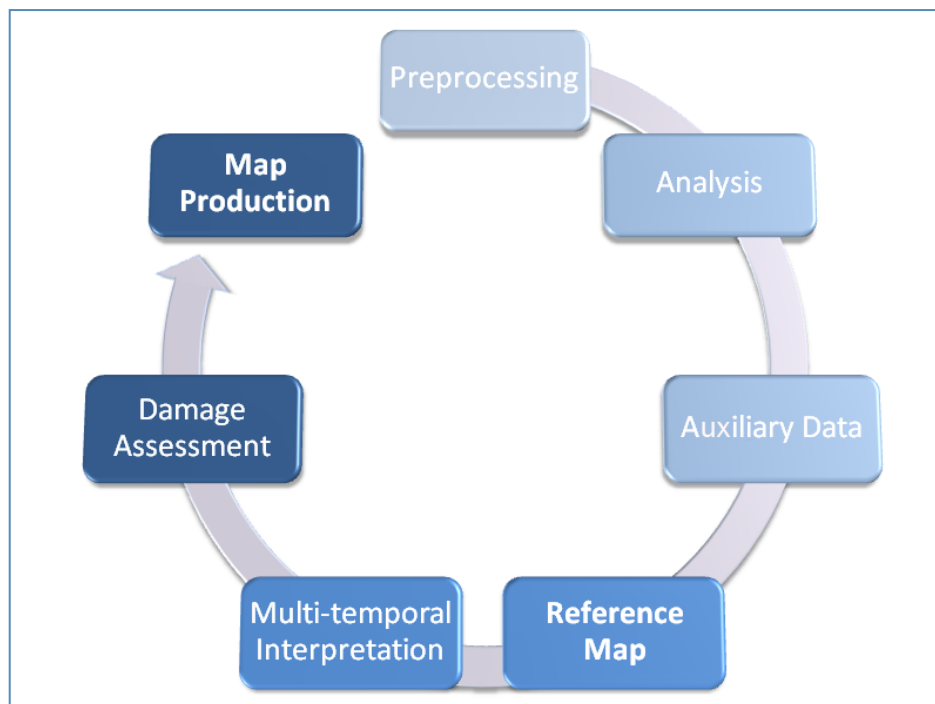 Preprocessing
Analysis
Auxiliary Data
Reference
Map
Multi-temporal
Interpretation
Damage
Assessment
Map
Production